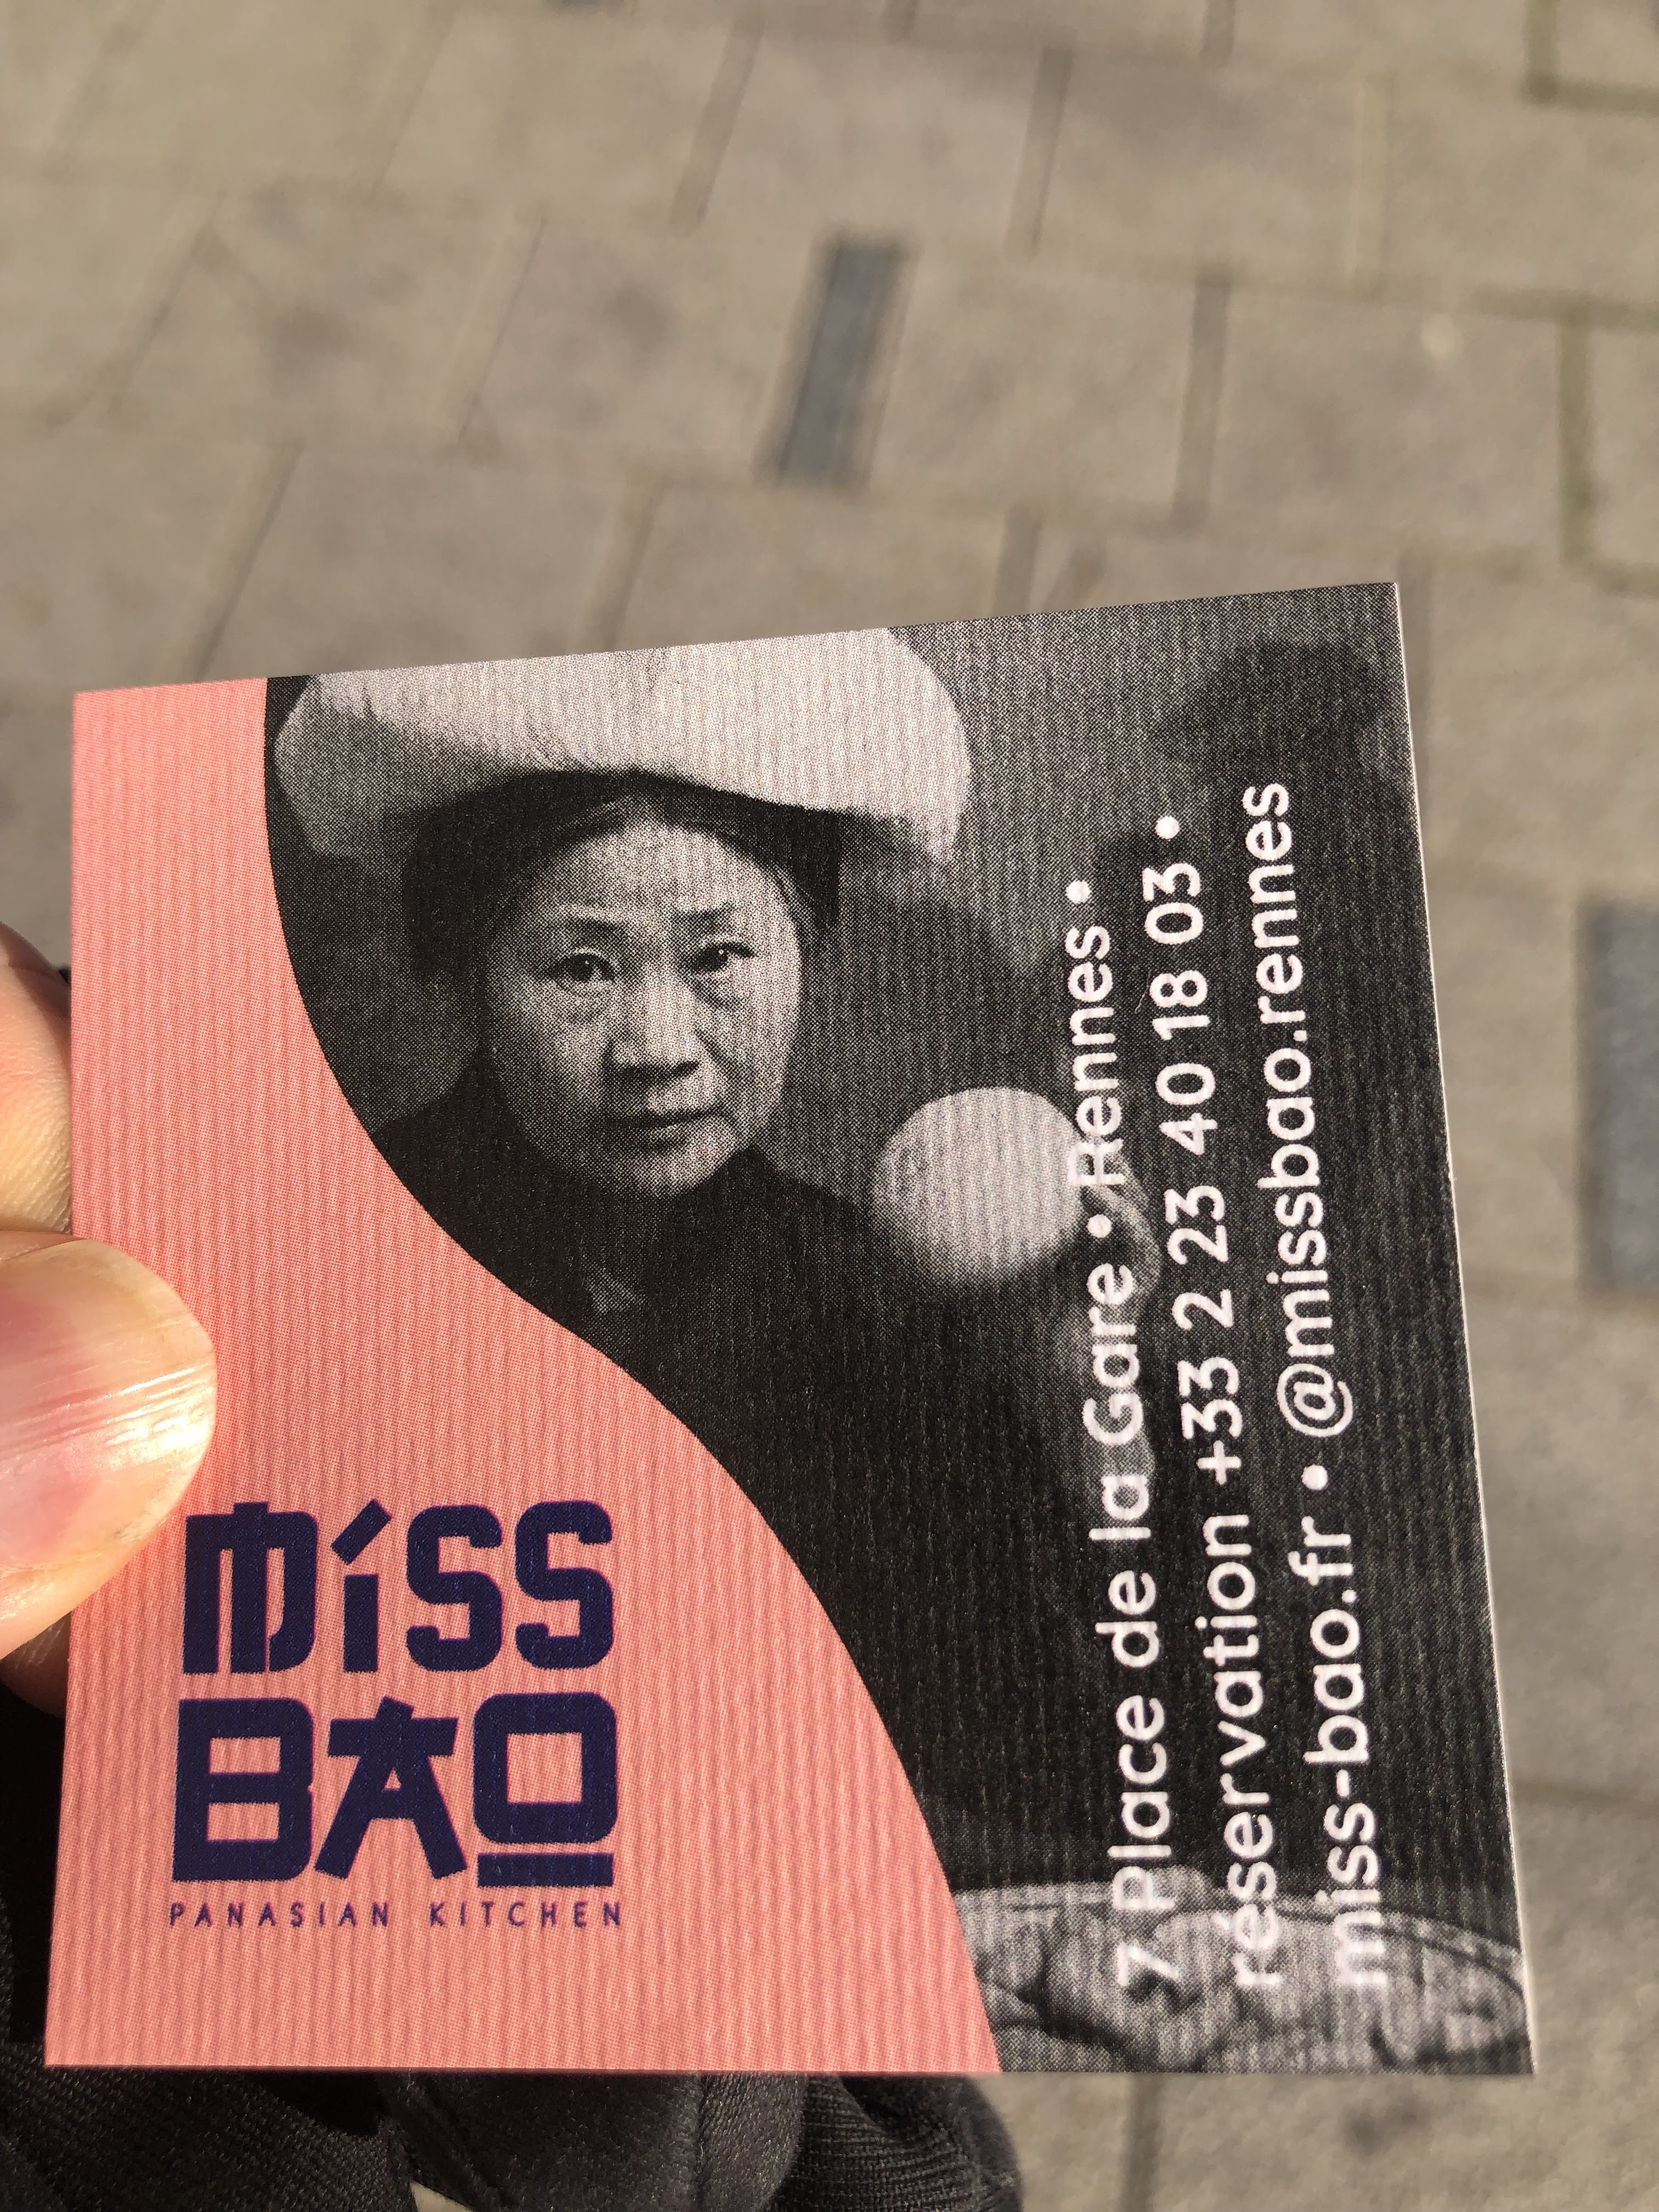 MíSS
BAO
PANASIAN KITCHEN
7 Place de la Gare • Rennes •
réservation +33 2 23 40 18 03 •
miss-bao.fr • @missbao.rennes